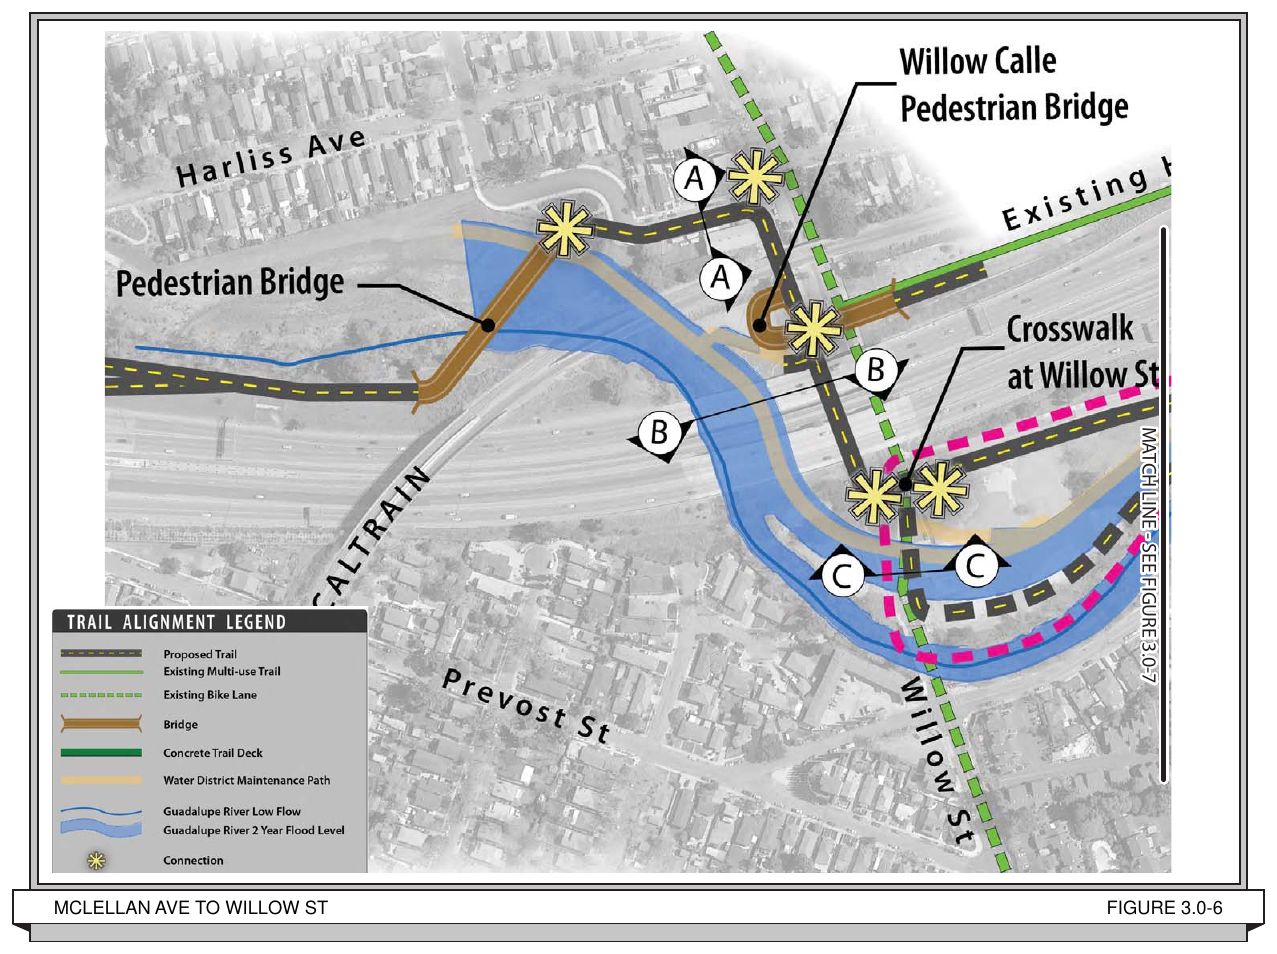 Willow Calle
Pedestrian Bridge
Harliss Ave
A
A
Existing
Pedestrian Bridge
Crosswalk
at Willow St
B
B
CALTRAIN
C
C
MATCH LINE - SEE FIGURE 3.0-7
Prevost St
Willow St
TRAIL ALIGNMENT LEGEND
Proposed Trail
Existing Multi-use Trail
Existing Bike Lane
Bridge
Concrete Trail Deck
Water District Maintenance Path
Guadalupe River Low Flow
Guadalupe River 2 Year Flood Level
Connection
MCLELLAN AVE TO WILLOW ST
FIGURE 3.0-6